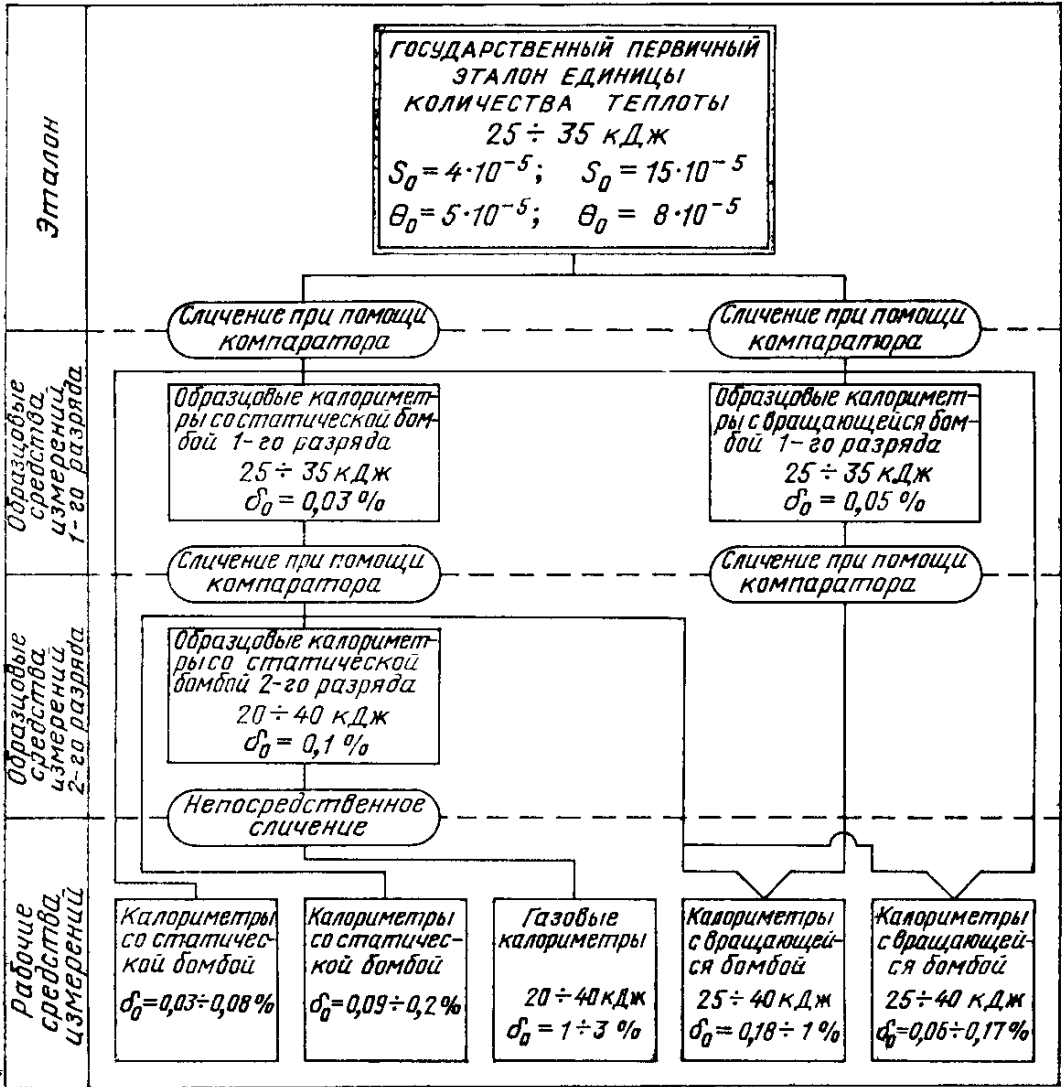 Эталон
ГОСУДАРСТВЕННЫЙ ПЕРВИЧНЫЙ
ЭТАЛОН ЕДИНИЦЫ
КОЛИЧЕСТВА ТЕПЛОТЫ
25 ÷ 35 кДж
S₀ = 4·10⁻⁵; S₀ = 15·10⁻⁵
θ₀ = 5·10⁻⁵; θ₀ = 8·10⁻⁵
Сличение при помощи
компаратора
Сличение при помощи
компаратора
Образцовые
средства
измерений
1-го разряда
Образцовые калоримет-
ры со статической бом-
бой 1-го разряда
25 ÷ 35 кДж
δ₀ = 0,03 %
Образцовые калоримет-
ры с вращающейся бом-
бой 1-го разряда
25 ÷ 35 кДж
δ₀ = 0,05 %
Сличение при помощи
компаратора
Сличение при помощи
компаратора
Образцовые
средства
измерений
2-го разряда
Образцовые калоримет-
ры со статической
бомбой 2-го разряда
20 ÷ 40 кДж
δ₀ = 0,1 %
Непосредственное
сличение
Рабочие
средства
измерений
Калориметры
со статичес-
кой бомбой
δ₀=0,03÷0,08%
Калориметры
со статичес-
кой бомбой
δ₀=0,09÷0,2%
Газовые
калориметры
20÷40 кДж
δ₀ = 1÷3 %
Калориметры
с вращающей-
ся бомбой
25÷40 кДж
δ₀=0,18÷1%
Калориметры
с вращающей-
ся бомбой
25÷40 кДж
δ₀=0,06÷0,17%